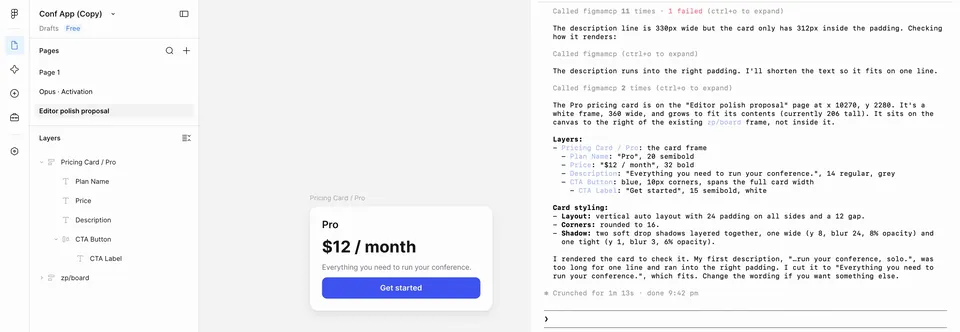 Conf App (Copy)
Drafts Free
Pages
Page 1
Opus · Activation
Editor polish proposal
Layers
Pricing Card / Pro
Plan Name
Price
Description
CTA Button
CTA Label
zp/board
Pricing Card / Pro
Pro
$12 / month
Everything you need to run your conference.
Get started
Called figmamcp 11 times · 1 failed (ctrl+o to expand)
The description line is 330px wide but the card only has 312px inside the padding. Checking
how it renders:
Called figmamcp (ctrl+o to expand)
The description runs into the right padding. I'll shorten the text so it fits on one line.
Called figmamcp 2 times (ctrl+o to expand)
The Pro pricing card is on the "Editor polish proposal" page at x 10270, y 2280. It's a
white frame, 360 wide, and grows to fit its contents (currently 206 tall). It sits on the
canvas to the right of the existing zp/board frame, not inside it.
Layers:
- Pricing Card / Pro: the card frame
- Plan Name: "Pro", 20 semibold
- Price: "$12 / month", 32 bold
- Description: "Everything you need to run your conference.", 14 regular, grey
- CTA Button: blue, 10px corners, spans the full card width
- CTA Label: "Get started", 15 semibold, white
Card styling:
- Layout: vertical auto layout with 24 padding on all sides and a 12 gap.
- Corners: rounded to 16.
- Shadow: two soft drop shadows layered together, one wide (y 8, blur 24, 8% opacity) and
one tight (y 1, blur 3, 6% opacity).
I rendered the card to check it. My first description, "…run your conference, solo.", was
too long for one line and ran into the right padding. I cut it to "Everything you need to
run your conference.", which fits. Change the wording if you want something else.
✻ Crunched for 1m 13s · done 9:42 pm
❯